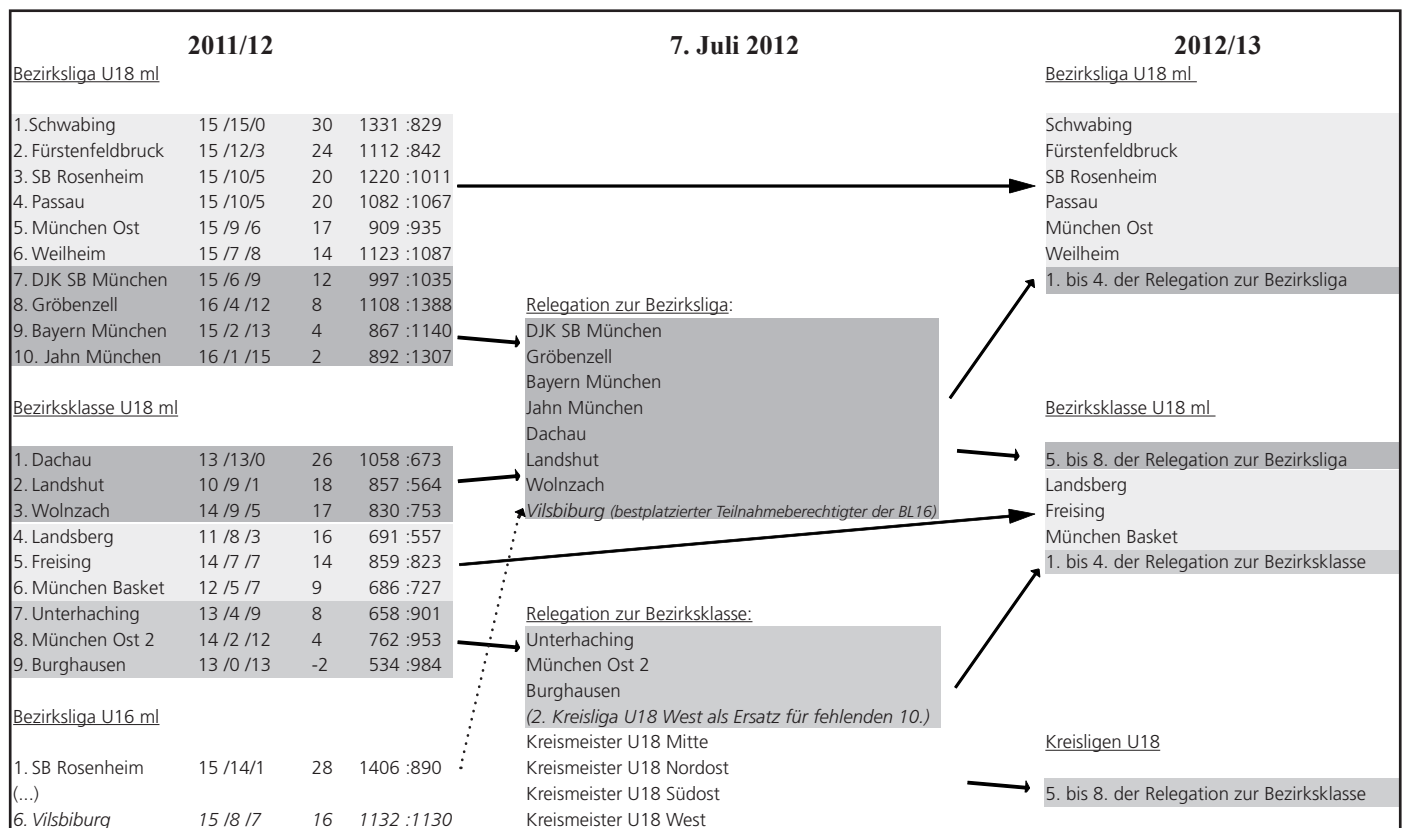 2011/12
Bezirksliga U18 ml
1.Schwabing 15 /15/0 30 1331 :829
2. Fürstenfeldbruck 15 /12/3 24 1112 :842
3. SB Rosenheim 15 /10/5 20 1220 :1011
4. Passau 15 /10/5 20 1082 :1067
5. München Ost 15 /9 /6 17 909 :935
6. Weilheim 15 /7 /8 14 1123 :1087
7. DJK SB München 15 /6 /9 12 997 :1035
8. Gröbenzell 16 /4 /12 8 1108 :1388
9. Bayern München 15 /2 /13 4 867 :1140
10. Jahn München 16 /1 /15 2 892 :1307
Bezirksklasse U18 ml
1. Dachau 13 /13/0 26 1058 :673
2. Landshut 10 /9 /1 18 857 :564
3. Wolnzach 14 /9 /5 17 830 :753
4. Landsberg 11 /8 /3 16 691 :557
5. Freising 14 /7 /7 14 859 :823
6. München Basket 12 /5 /7 9 686 :727
7. Unterhaching 13 /4 /9 8 658 :901
8. München Ost 2 14 /2 /12 4 762 :953
9. Burghausen 13 /0 /13 -2 534 :984
Bezirksliga U16 ml
1. SB Rosenheim 15 /14/1 28 1406 :890
(...)
6. Vilsbiburg 15 /8 /7 16 1132 :1130
7. Juli 2012
Relegation zur Bezirksliga:
DJK SB München
Gröbenzell
Bayern München
Jahn München
Dachau
Landshut
Wolnzach
Vilsbiburg (bestplatzierter Teilnahmeberechtigter der BL16)
Relegation zur Bezirksklasse:
Unterhaching
München Ost 2
Burghausen
(2. Kreisliga U18 West als Ersatz für fehlenden 10.)
Kreismeister U18 Mitte
Kreismeister U18 Nordost
Kreismeister U18 Südost
Kreismeister U18 West
2012/13
Bezirksliga U18 ml
Schwabing
Fürstenfeldbruck
SB Rosenheim
Passau
München Ost
Weilheim
1. bis 4. der Relegation zur Bezirksliga
Bezirksklasse U18 ml
5. bis 8. der Relegation zur Bezirksliga
Landsberg
Freising
München Basket
1. bis 4. der Relegation zur Bezirksklasse
Kreisligen U18
5. bis 8. der Relegation zur Bezirksklasse